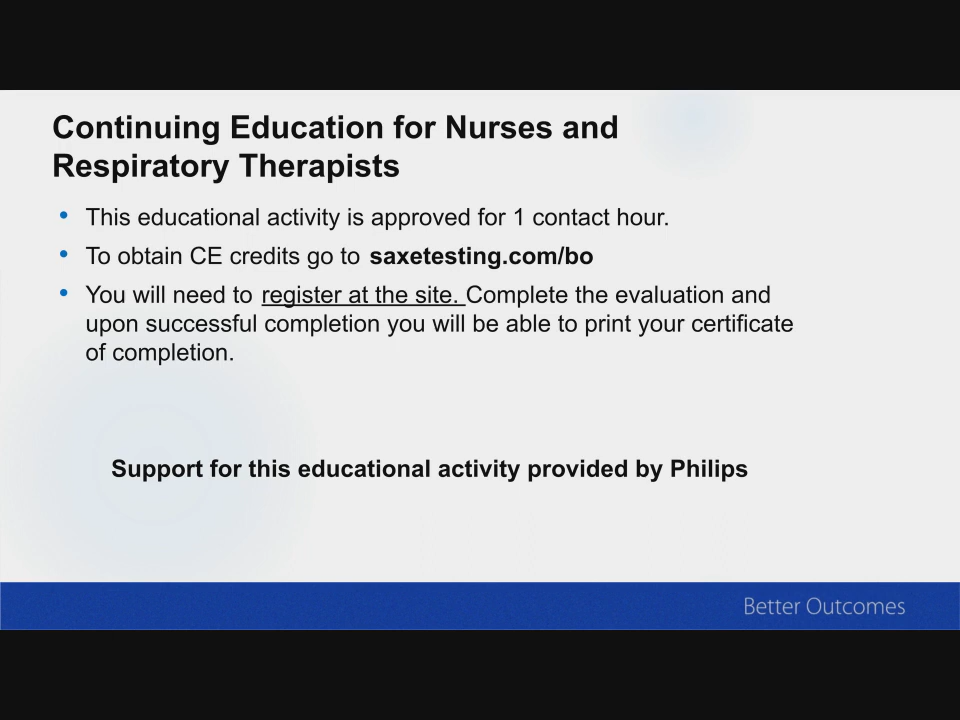 Continuing Education for Nurses and
Respiratory Therapists
• This educational activity is approved for 1 contact hour.
• To obtain CE credits go to saxetesting.com/bo
• You will need to register at the site. Complete the evaluation and
upon successful completion you will be able to print your certificate
of completion.
Support for this educational activity provided by Philips
Better Outcomes